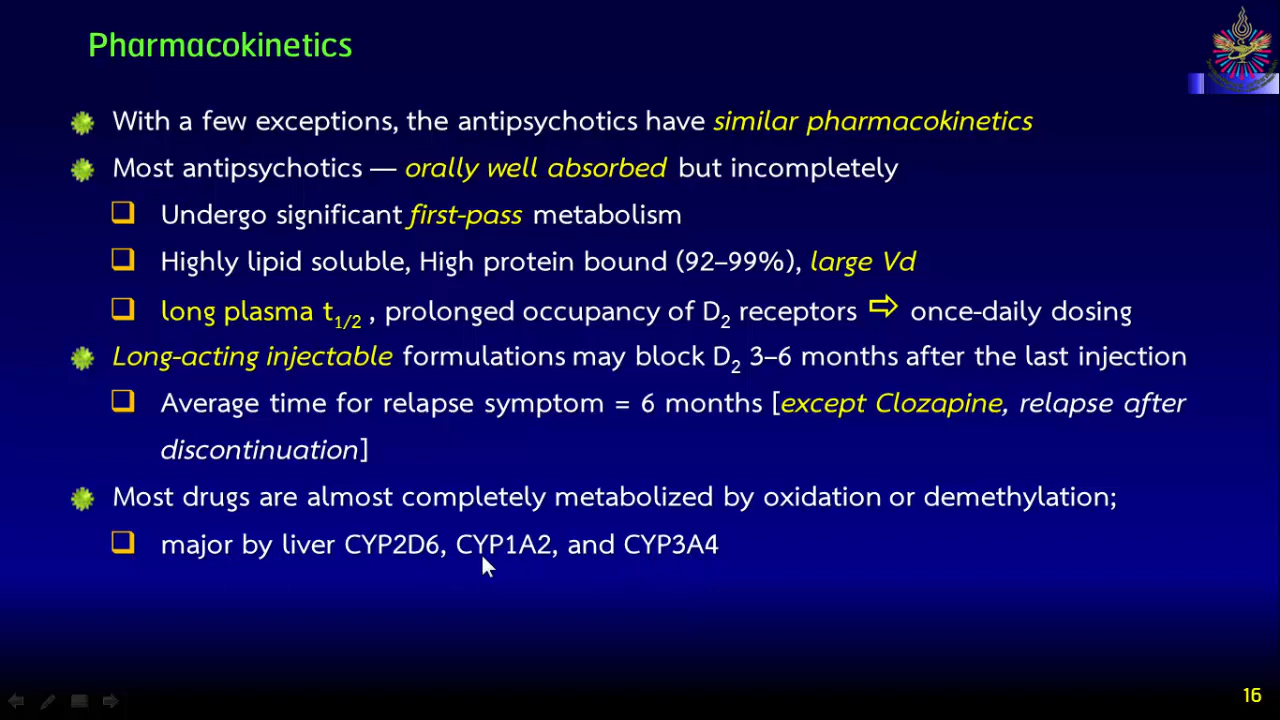 Pharmacokinetics
With a few exceptions, the antipsychotics have similar pharmacokinetics
Most antipsychotics — orally well absorbed but incompletely
Undergo significant first-pass metabolism
Highly lipid soluble, High protein bound (92–99%), large Vd
long plasma t1/2 , prolonged occupancy of D2 receptors ⇨ once-daily dosing
Long-acting injectable formulations may block D2 3–6 months after the last injection
Average time for relapse symptom = 6 months [except Clozapine, relapse after
discontinuation]
Most drugs are almost completely metabolized by oxidation or demethylation;
major by liver CYP2D6, CYP1A2, and CYP3A4
16